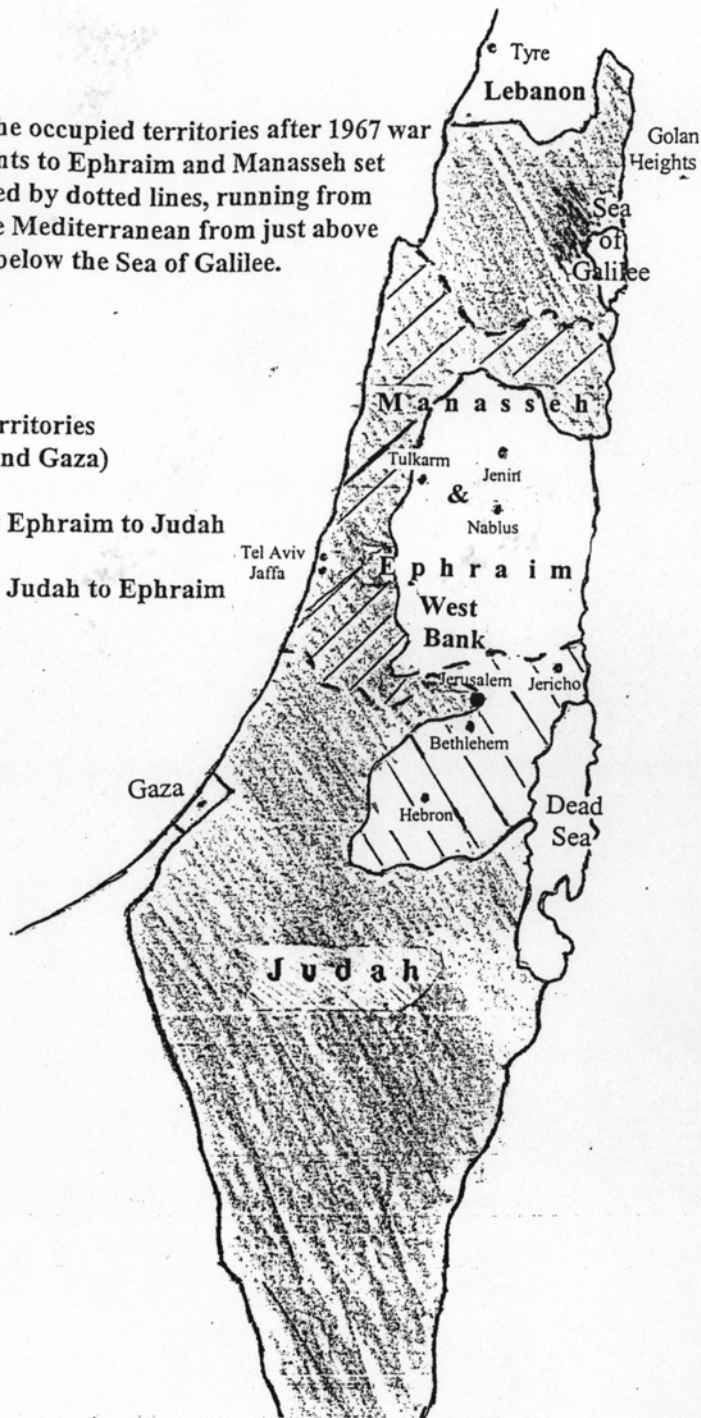 Tyre
Lebanon
he occupied territories after 1967 war
nts to Ephraim and Manasseh set
ed by dotted lines, running from
e Mediterranean from just above
below the Sea of Galilee.
Golan
Heights
Sea
of
Galilee
Manasseh
rritories
nd Gaza)
Tulkarm
Jenin
&
Nablus
Ephraim to Judah
Tel Aviv
Jaffa
Ephraim
Judah to Ephraim
West
Bank
Jerusalem
Jericho
Bethlehem
Gaza
Hebron
Dead
Sea
Judah